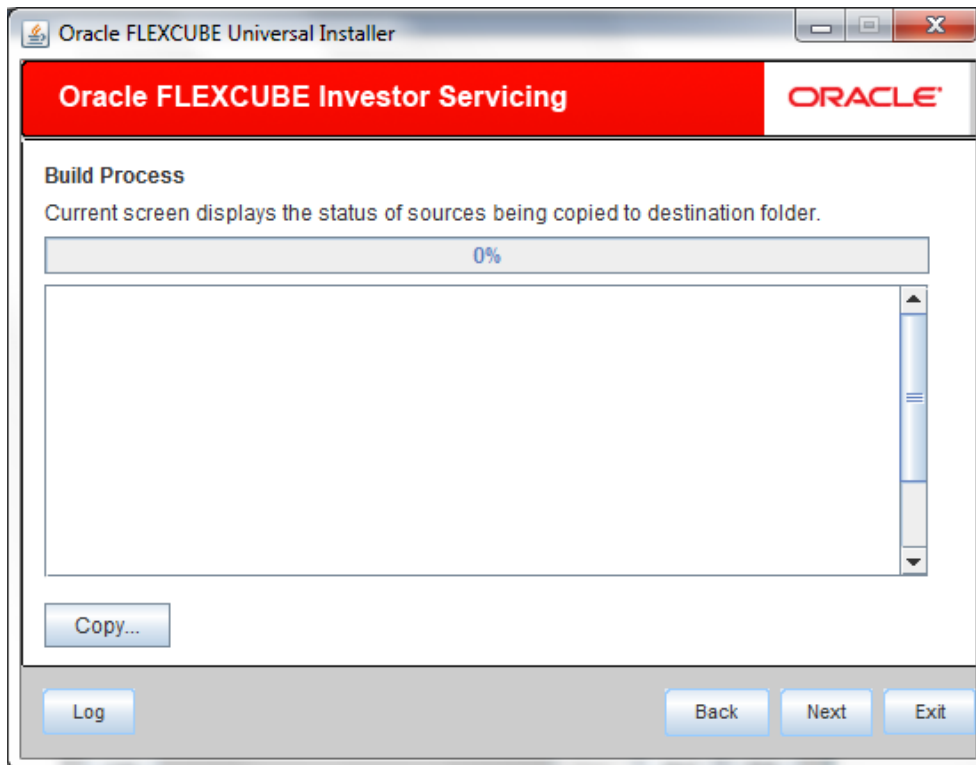 Oracle FLEXCUBE Universal Installer
Oracle FLEXCUBE Investor Servicing
ORACLE
Build Process
Current screen displays the status of sources being copied to destination folder.
0%
Copy...
Log Back Next Exit